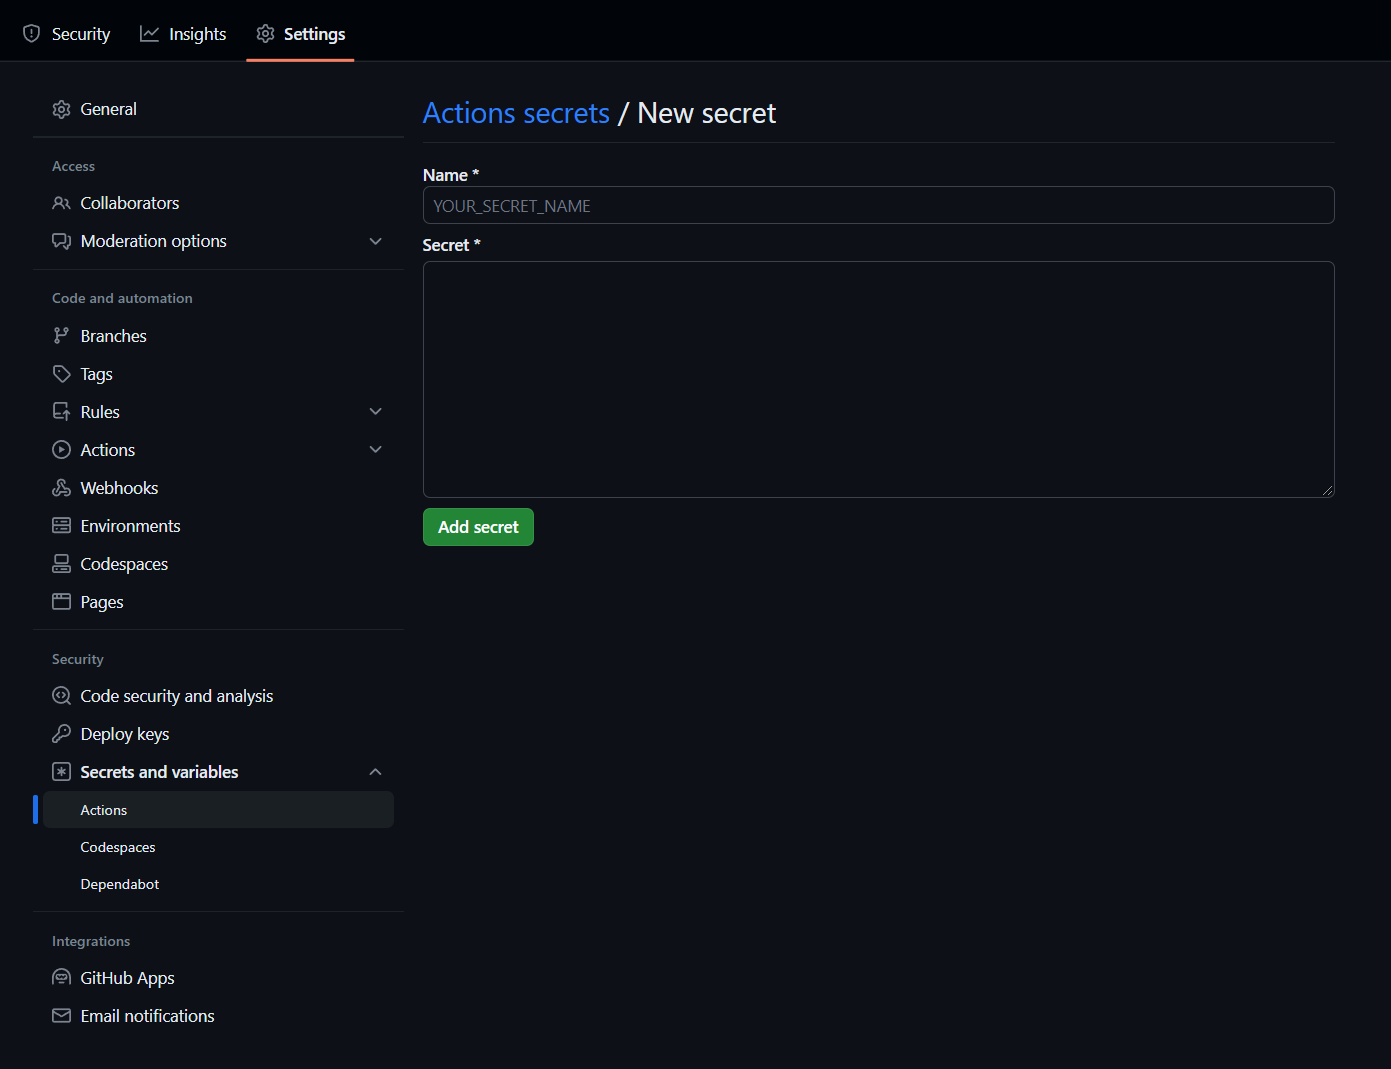 Security Insights Settings
General
Actions secrets / New secret
Access
Collaborators
Moderation options
Name *
YOUR_SECRET_NAME
Secret *
Code and automation
Branches
Tags
Rules
Actions
Webhooks
Environments
Codespaces
Pages
Add secret
Security
Code security and analysis
Deploy keys
Secrets and variables
Actions
Codespaces
Dependabot
Integrations
GitHub Apps
Email notifications